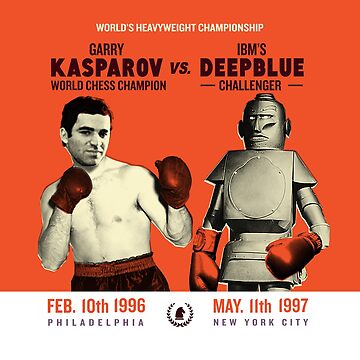 WORLD'S HEAVYWEIGHT CHAMPIONSHIP
GARRY
KASPAROV
WORLD CHESS CHAMPION
vs.
IBM'S
DEEPBLUE
CHALLENGER
FEB. 10th 1996
PHILADELPHIA
MAY. 11th 1997
NEW YORK CITY